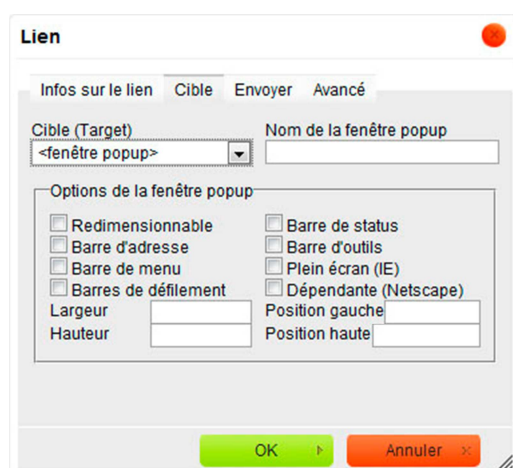 Lien
Infos sur le lien Cible Envoyer Avancé
Cible (Target) Nom de la fenêtre popup
<fenêtre popup>
Options de la fenêtre popup
Redimensionnable Barre de status
Barre d'adresse Barre d'outils
Barre de menu Plein écran (IE)
Barres de défilement Dépendante (Netscape)
Largeur Position gauche
Hauteur Position haute
OK Annuler